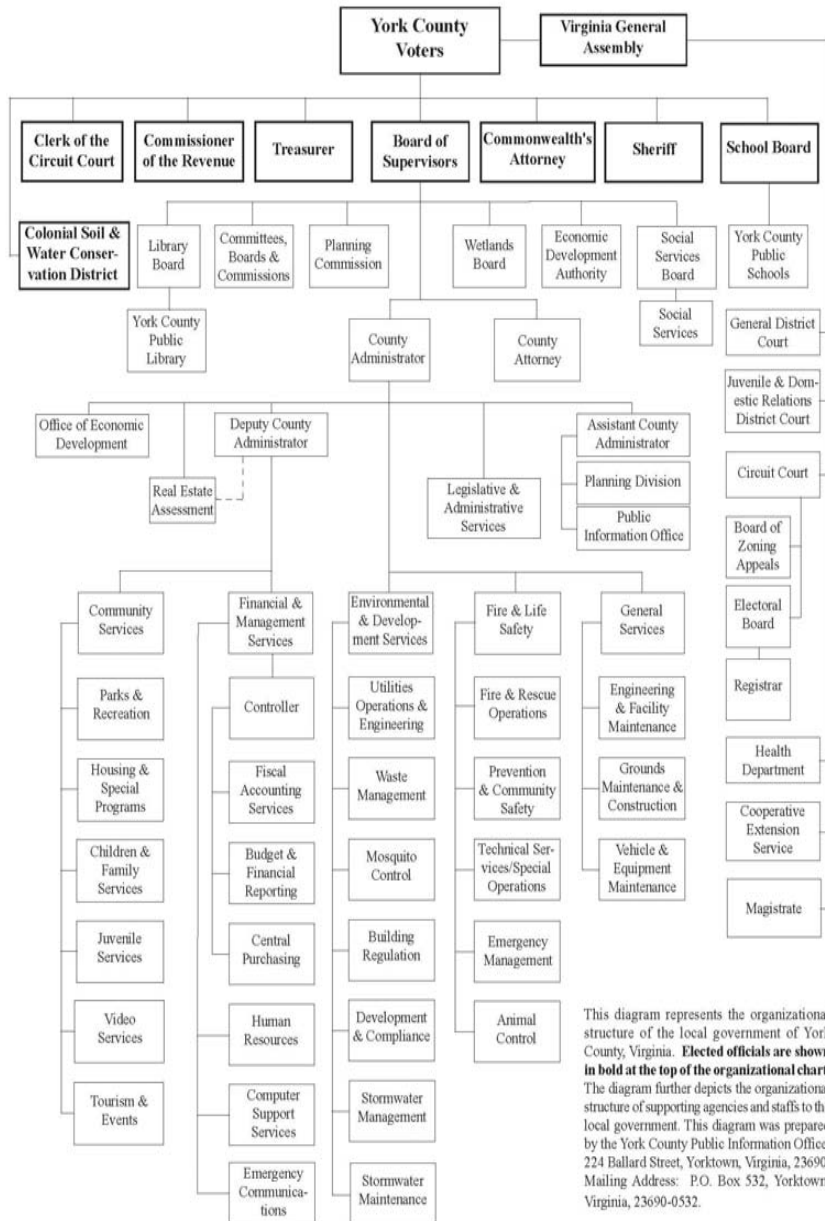 York County
Voters
Virginia General
Assembly
Clerk of the
Circuit Court
Commissioner
of the Revenue
Treasurer
Board of
Supervisors
Commonwealth's
Attorney
Sheriff
School Board
Colonial Soil &
Water Conser-
vation District
Library
Board
Committees,
Boards &
Commissions
Planning
Commission
Wetlands
Board
Economic
Development
Authority
Social
Services
Board
York County
Public
Schools
York County
Public
Library
County
Administrator
County
Attorney
Social
Services
General District
Court
Juvenile & Dom-
estic Relations
District Court
Office of Economic
Development
Deputy County
Administrator
Assistant County
Administrator
Real Estate
Assessment
Legislative &
Administrative
Services
Planning Division
Public
Information Office
Circuit Court
Board of
Zoning
Appeals
Electoral
Board
Registrar
Community
Services
Financial &
Management
Services
Environmental
& Develop-
ment Services
Fire & Life
Safety
General
Services
Parks &
Recreation
Controller
Utilities
Operations &
Engineering
Fire & Rescue
Operations
Engineering
& Facility
Maintenance
Housing &
Special
Programs
Fiscal
Accounting
Services
Waste
Management
Prevention
& Community
Safety
Grounds
Maintenance &
Construction
Health
Department
Children &
Family
Services
Budget &
Financial
Reporting
Mosquito
Control
Technical Ser-
vices/Special
Operations
Vehicle &
Equipment
Maintenance
Cooperative
Extension
Service
Magistrate
Juvenile
Services
Central
Purchasing
Building
Regulation
Emergency
Management
Video
Services
Human
Resources
Development
& Compliance
Animal
Control
Tourism &
Events
Computer
Support
Services
Stormwater
Management
Emergency
Communica-
tions
Stormwater
Maintenance
This diagram represents the organizationa
structure of the local government of Yor
County, Virginia. Elected officials are shown
in bold at the top of the organizational chart
The diagram further depicts the organizationa
structure of supporting agencies and staffs to th
local government. This diagram was prepared
by the York County Public Information Office
224 Ballard Street, Yorktown, Virginia, 23690
Mailing Address: P.O. Box 532, Yorktown
Virginia, 23690-0532.